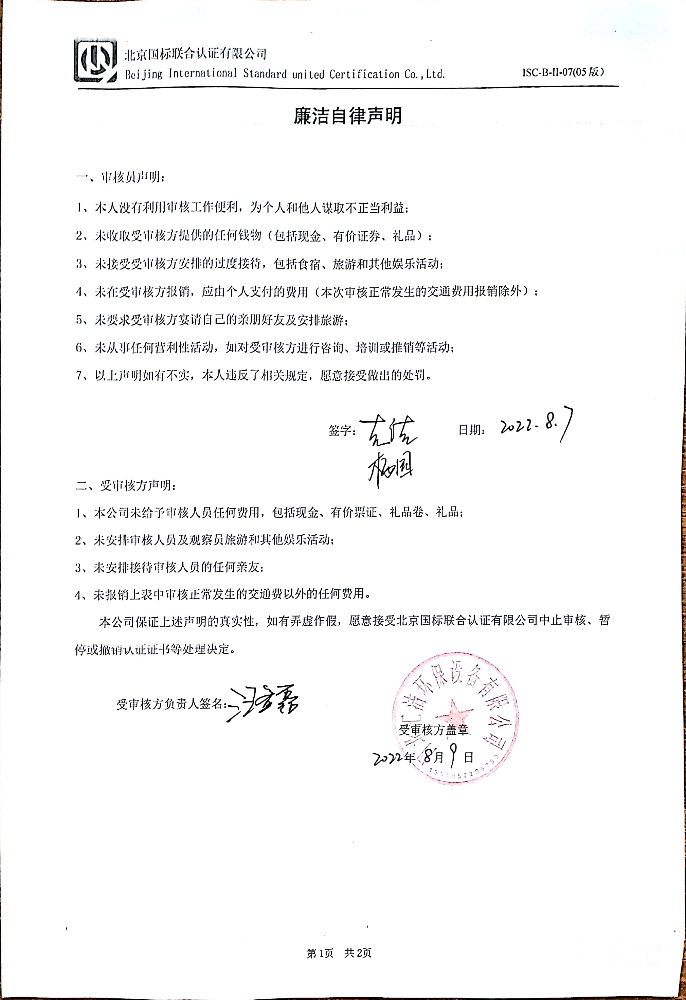 北京国标联合认证有限公司
Beijing International Standard united Certification Co.,Ltd.
ISC-B-II-07(05版)
廉洁自律声明
一、审核员声明：
1、本人没有利用审核工作便利，为个人和他人谋取不正当利益；
2、未收取受审核方提供的任何钱物（包括现金、有价证券、礼品）；
3、未接受受审核方安排的过度接待，包括食宿、旅游和其他娱乐活动；
4、未在受审核方报销，应由个人支付的费用（本次审核正常发生的交通费用报销除外）；
5、未要求受审核方宴请自己的亲朋好友及安排旅游；
6、未从事任何营利性活动，如对受审核方进行咨询、培训或推销等活动；
7、以上声明如有不实，本人违反了相关规定，愿意接受做出的处罚。
签字： 日期： 2022.8.7
二、受审核方声明：
1、本公司未给予审核人员任何费用，包括现金、有价票证、礼品卷、礼品；
2、未安排审核人员及观察员旅游和其他娱乐活动；
3、未安排接待审核人员的任何亲友；
4、未报销上表中审核正常发生的交通费以外的任何费用。
本公司保证上述声明的真实性，如有弄虚作假，愿意接受北京国标联合认证有限公司中止审核、暂
停或撤销认证证书等处理决定。
受审核方负责人签名：
北汇洁环保设备有限公司
受审核方盖章
2022年8月9日
第1页 共2页